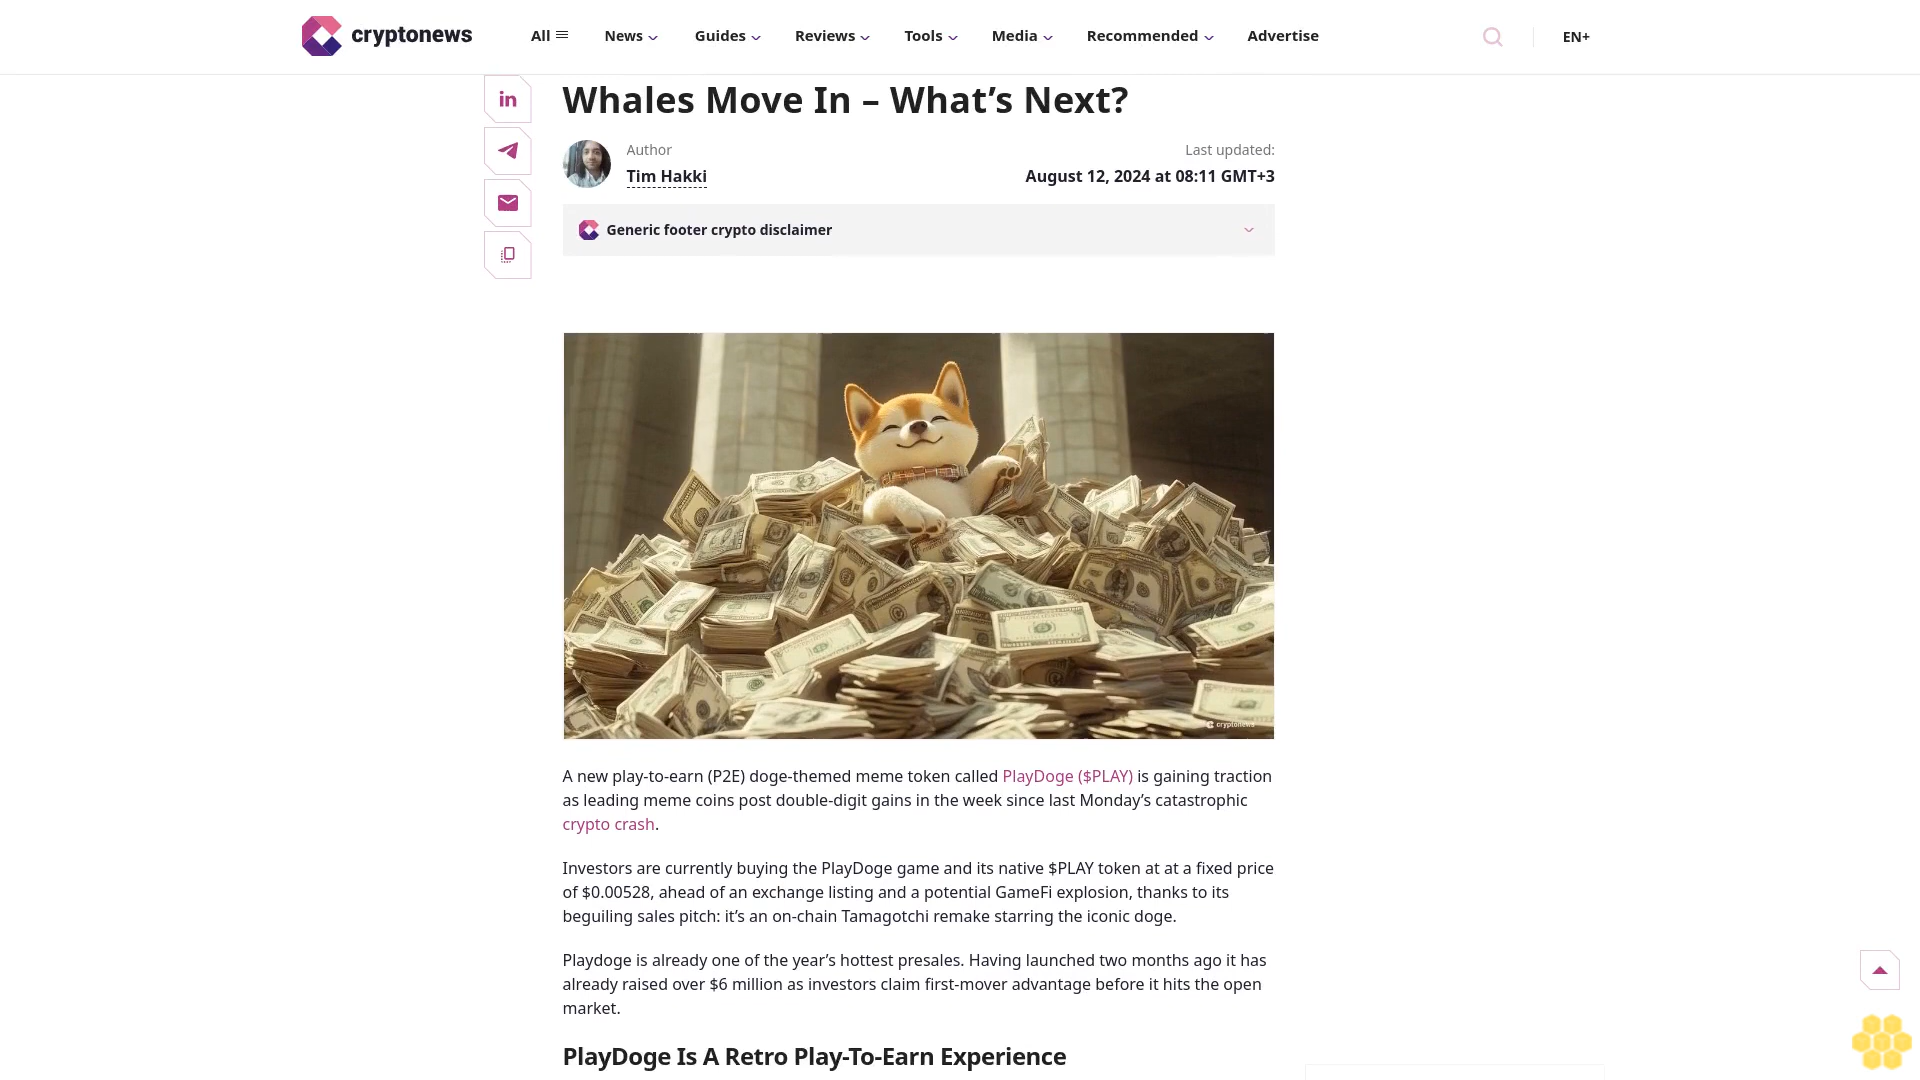 cryptonews
All
News
Guides
Reviews
Tools
Media
Recommended
Advertise
EN+
in
Whales Move In – What’s Next?
Author
Tim Hakki
Last updated:
August 12, 2024 at 08:11 GMT+3
Generic footer crypto disclaimer
cryptonews
A new play-to-earn (P2E) doge-themed meme token called PlayDoge ($PLAY) is gaining traction
as leading meme coins post double-digit gains in the week since last Monday’s catastrophic
crypto crash.
Investors are currently buying the PlayDoge game and its native $PLAY token at at a fixed price
of $0.00528, ahead of an exchange listing and a potential GameFi explosion, thanks to its
beguiling sales pitch: it’s an on-chain Tamagotchi remake starring the iconic doge.
Playdoge is already one of the year’s hottest presales. Having launched two months ago it has
already raised over $6 million as investors claim first-mover advantage before it hits the open
market.
PlayDoge Is A Retro Play-To-Earn Experience